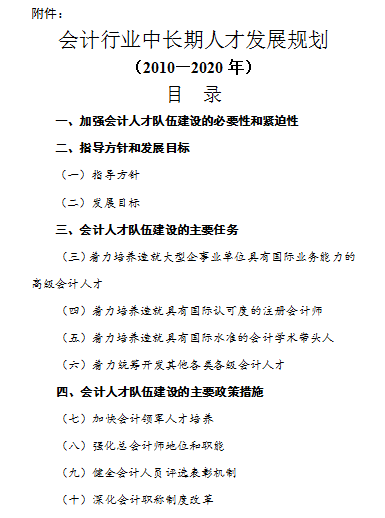 附件：
会计行业中长期人才发展规划
（2010—2020 年）
目 录
一、加强会计人才队伍建设的必要性和紧迫性
二、指导方针和发展目标
（一）指导方针
（二）发展目标
三、会计人才队伍建设的主要任务
（三）着力培养造就大型企事业单位具有国际业务能力的
高级会计人才
（四）着力培养造就具有国际认可度的注册会计师
（五）着力培养造就具有国际水准的会计学术带头人
（六）着力统筹开发其他各类各级会计人才
四、会计人才队伍建设的主要政策措施
（七）加快会计领军人才培养
（八）强化总会计师地位和职能
（九）健全会计人员评选表彰机制
（十）深化会计职称制度改革